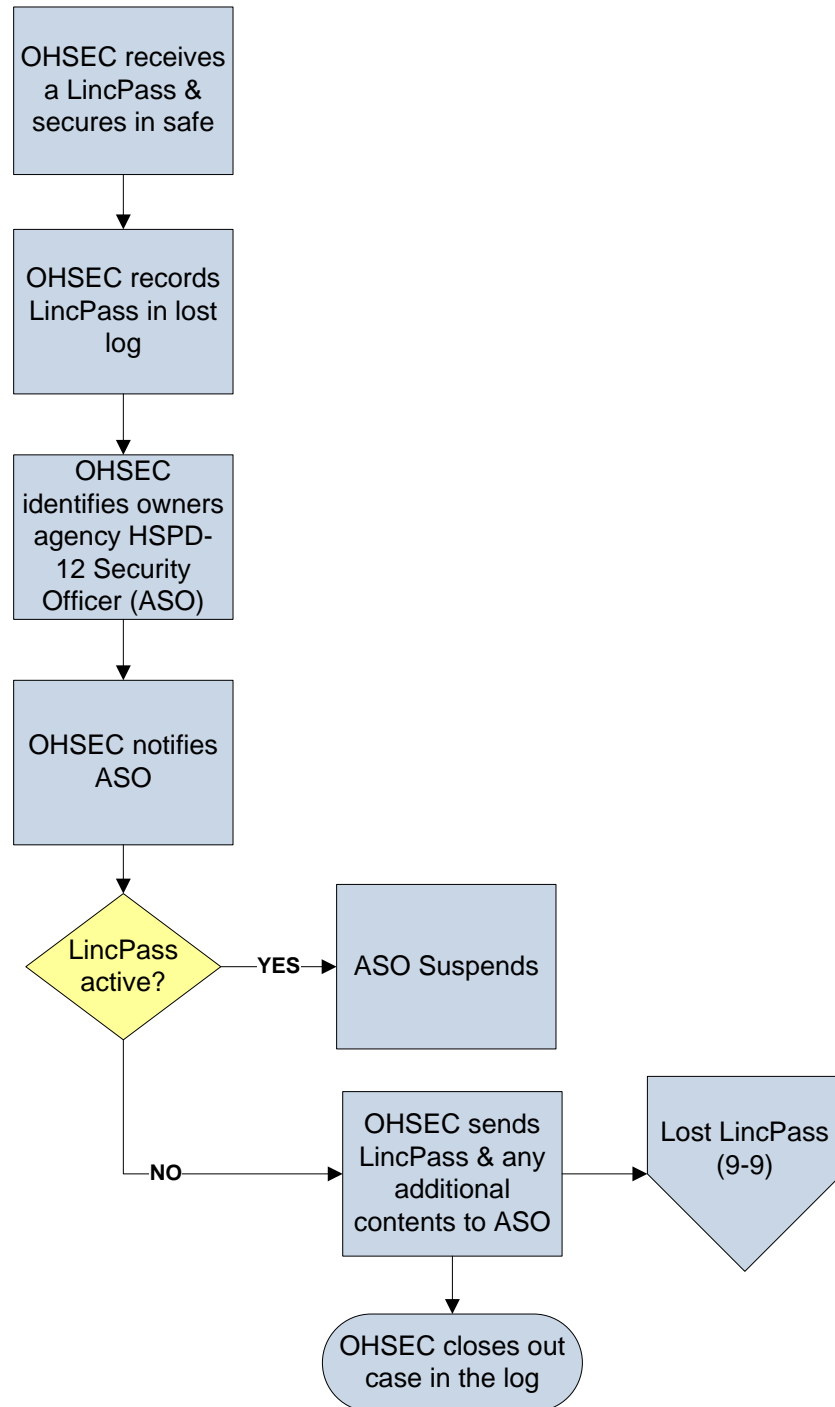 OHSEC receives
a LincPass &
secures in safe
OHSEC records
LincPass in lost
log
OHSEC
identifies owners
agency HSPD-
12 Security
Officer (ASO)
OHSEC notifies
ASO
LincPass
active?
YES
ASO Suspends
NO
OHSEC sends
LincPass & any
additional
contents to ASO
Lost LincPass
(9-9)
OHSEC closes out
case in the log